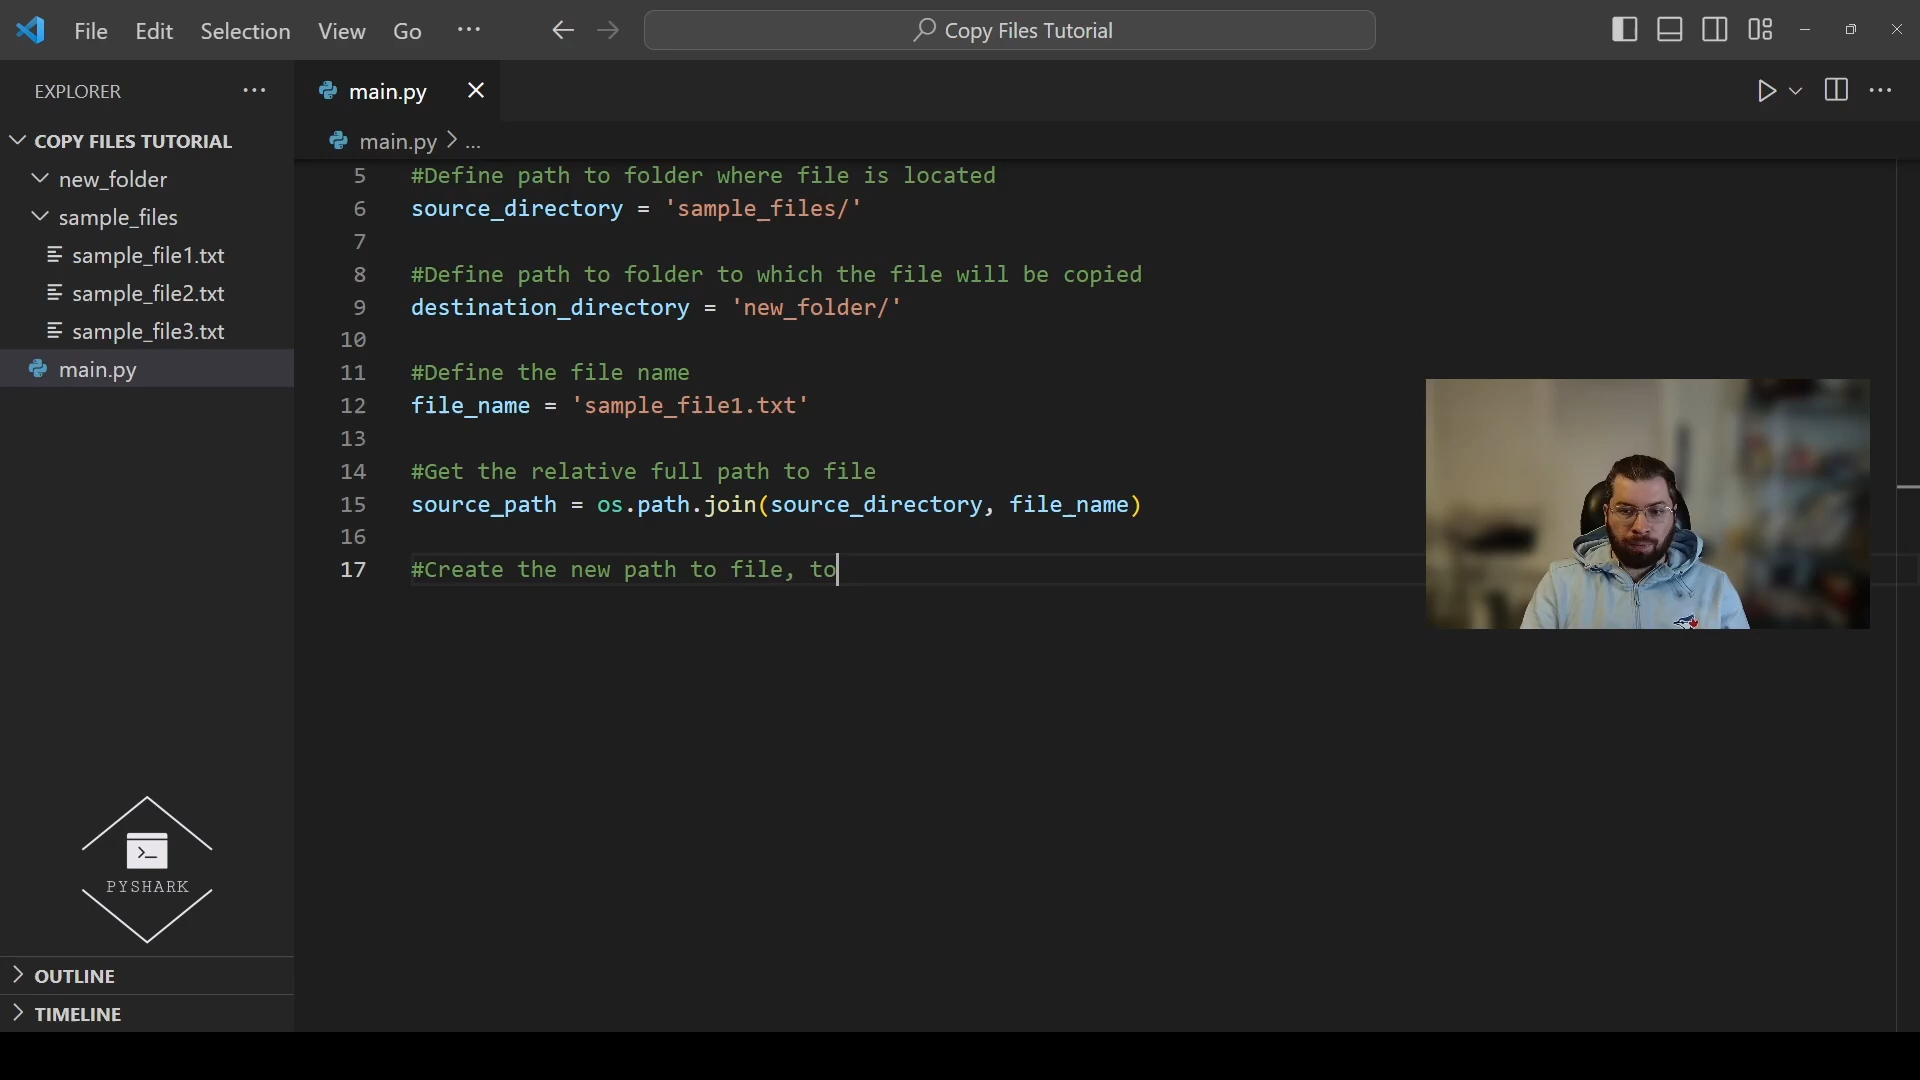 File Edit Selection View Go ...
Copy Files Tutorial
EXPLORER ...
COPY FILES TUTORIAL
new_folder
sample_files
sample_file1.txt
sample_file2.txt
sample_file3.txt
main.py
PYSHARK
OUTLINE
TIMELINE
main.py
main.py > ...
5 #Define path to folder where file is located
6 source_directory = 'sample_files/'
7
8 #Define path to folder to which the file will be copied
9 destination_directory = 'new_folder/'
10
11 #Define the file name
12 file_name = 'sample_file1.txt'
13
14 #Get the relative full path to file
15 source_path = os.path.join(source_directory, file_name)
16
17 #Create the new path to file, to